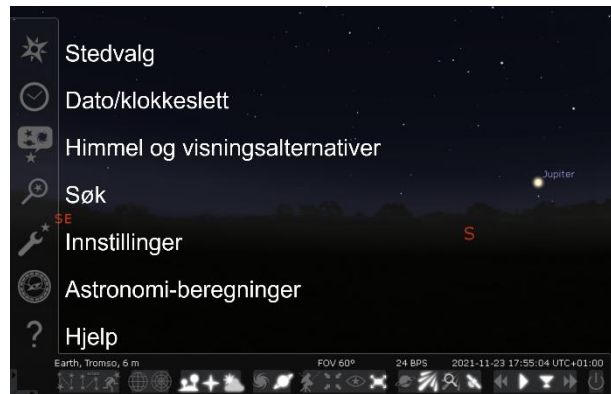 Stedvalg
Dato/klokkeslett
Himmel og visningsalternativer
Jupiter
Søk
SE
S
Innstillinger
Astronomi-beregninger
? Hjelp
Earth, Tromso, 6 m FOV 60° 24 BPS 2021-11-23 17:55:04 UTC+01:00